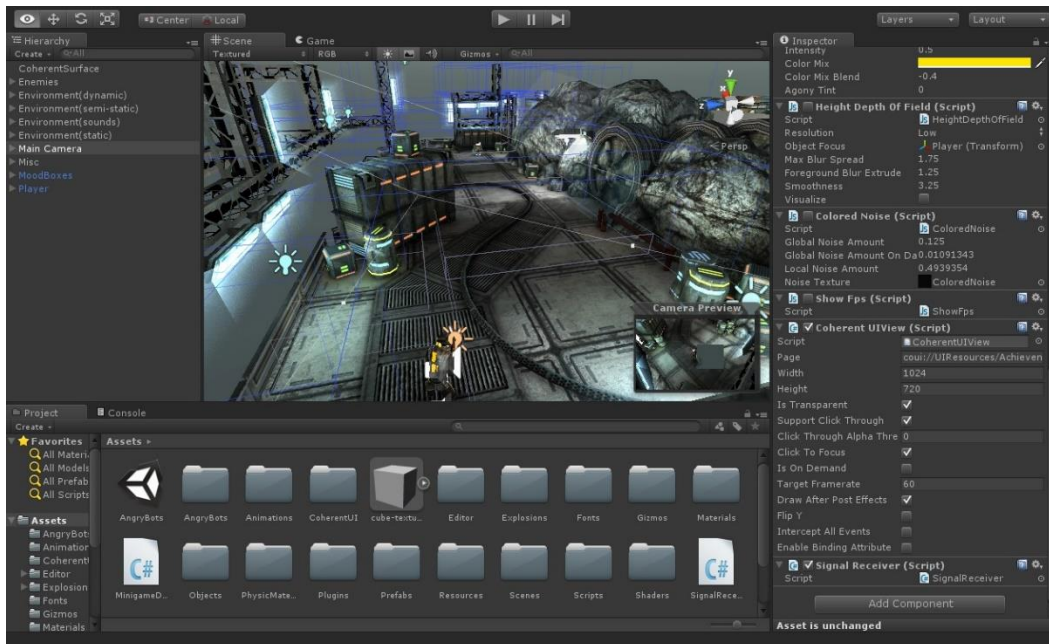 Center Local
Layers Layout
Hierarchy
Create All
CoherentSurface
Enemies
Environment(dynamic)
Environment(semi-static)
Environment(sounds)
Environment(static)
Main Camera
Misc
MoodBoxes
Player
Scene Game
Textured RGB Gizmos All
y
z
Persp
Camera Preview
Inspector
Intensity 0.5
Color Mix
Color Mix Blend -0.4
Agony Tint 0
Height Depth Of Field (Script)
Script HeightDepthOfField
Resolution Low
Object Focus Player (Transform)
Max Blur Spread 1.75
Foreground Blur Extrude 1.25
Smoothness 3.25
Visualize
Colored Noise (Script)
Script ColoredNoise
Global Noise Amount 0.125
Global Noise Amount On Da 0.01091343
Local Noise Amount 0.4939354
Noise Texture ColoredNoise
Show Fps (Script)
Script ShowFps
Coherent UIView (Script)
Script CoherentUIView
Page coui://UIResources/Achieven
Width 1024
Height 720
Is Transparent
Support Click Through
Click Through Alpha Thre 0
Click To Focus
Is On Demand
Target Framerate 60
Draw After Post Effects
Flip Y
Intercept All Events
Enable Binding Attribute
Signal Receiver (Script)
Script SignalReceiver
Add Component
Asset is unchanged
Project Console
Create
Favorites
All Materi
All Models
All Prefab
All Scripts
Assets
AngryBots
Animation
Coherent
Editor
Explosion
Fonts
Gizmos
Materials
Assets
AngryBots AngryBots Animations CoherentUI cube-textu... Editor Explosions Fonts Gizmos Materials
C# C#
MinigameD... Objects PhysicMate... Plugins Prefabs Resources Scenes Scripts Shaders SignalRece...